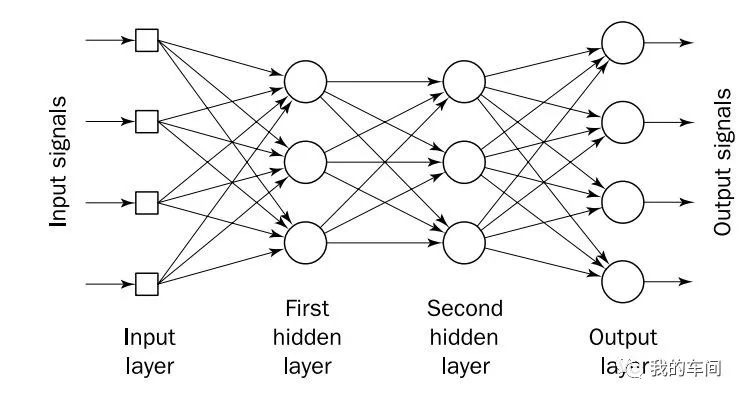 Input signals
Output signals
Input
layer
First
hidden
layer
Second
hidden
layer
Output
layer
我的车间